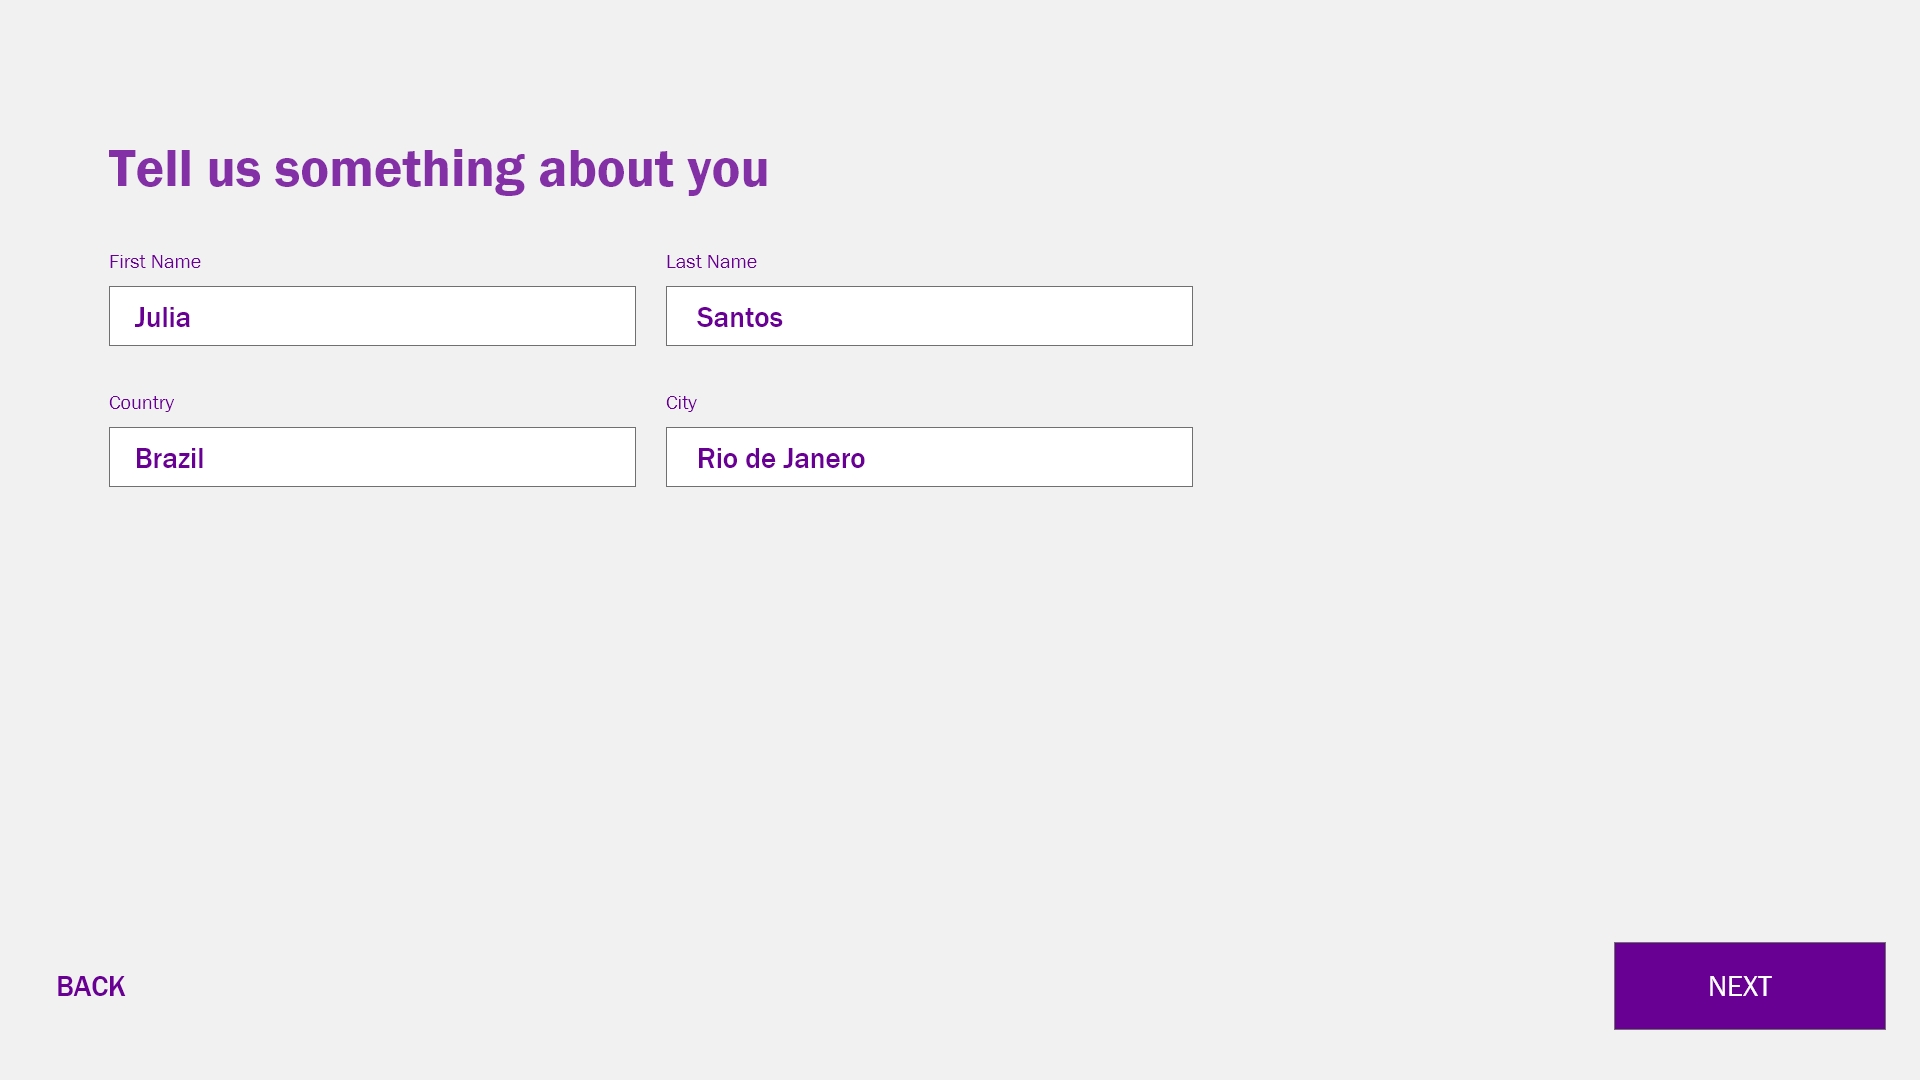 Tell us something about you
First Name
Last Name
Julia
Santos
Country
City
Brazil
Rio de Janero
BACK
NEXT